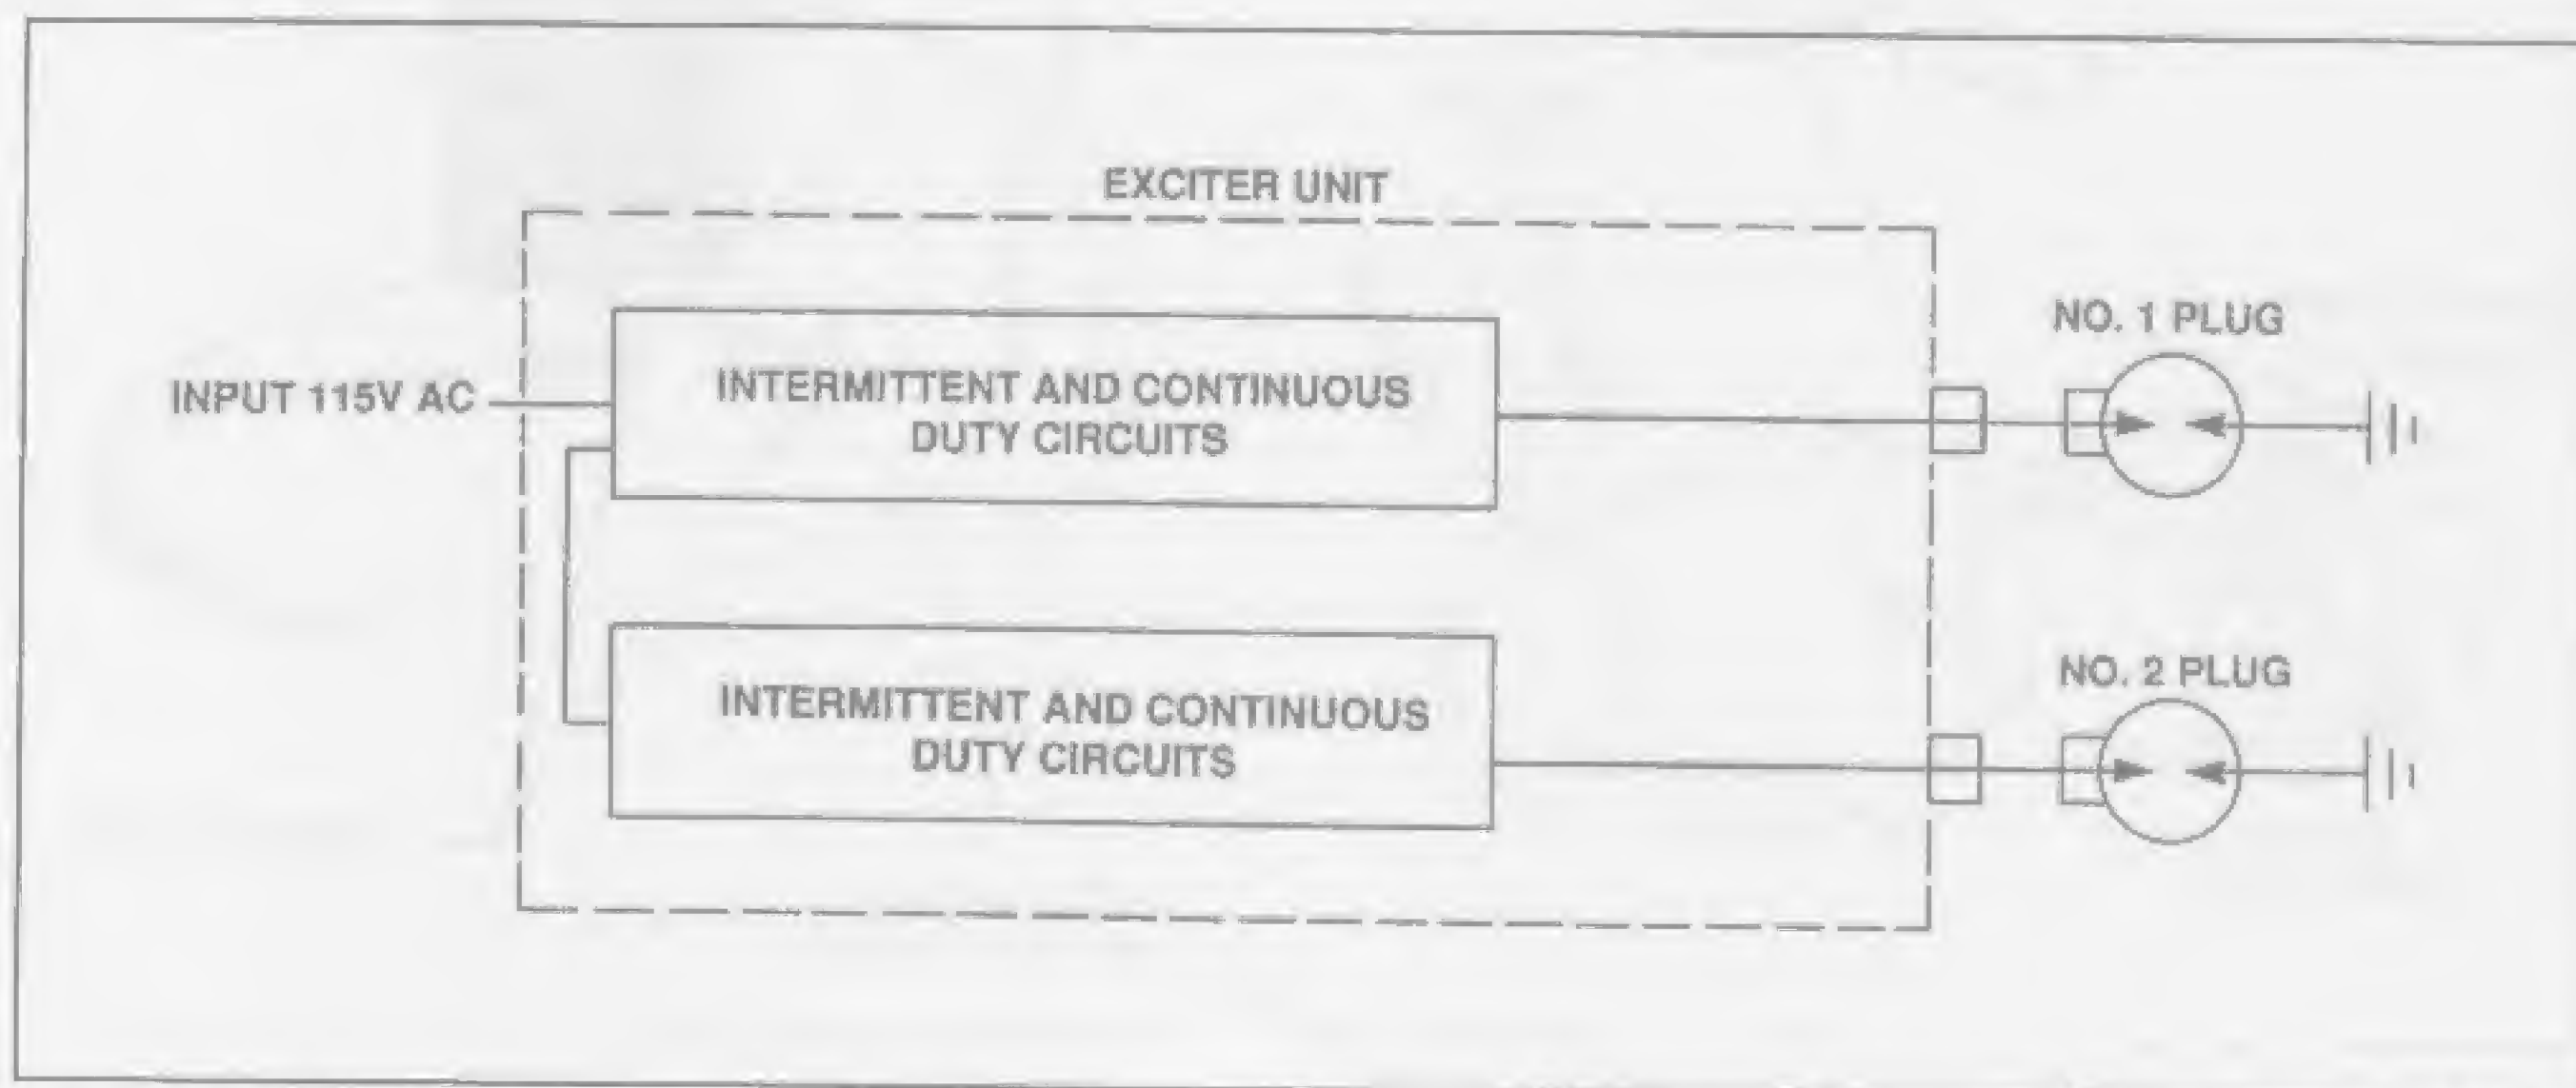 EXCITER UNIT
NO. 1 PLUG
INPUT 115V AC
INTERMITTENT AND CONTINUOUS
DUTY CIRCUITS
NO. 2 PLUG
INTERMITTENT AND CONTINUOUS
DUTY CIRCUITS